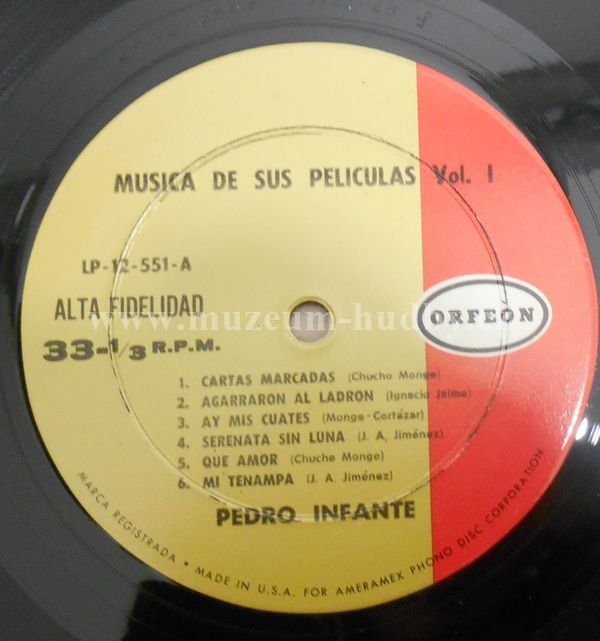 MUSICA DE SUS PELICULAS Vol. I
LP-12-551-A
ALTA FIDELIDAD
33-1/3 R.P.M.
ORFEON
1. CARTAS MARCADAS (Chucho Monge)
2. AGARRARON AL LADRON (Ignacio Jaime)
3. AY MIS CUATES (Monge-Cortázar)
4. SERENATA SIN LUNA (J. A. Jiménez)
5. QUE AMOR (Chucho Monge)
6. MI TENAMPA (J. A. Jiménez)
PEDRO INFANTE
MARCA REGISTRADA • MADE IN U.S.A. FOR AMERAMEX PHONO DISC CORPORATION